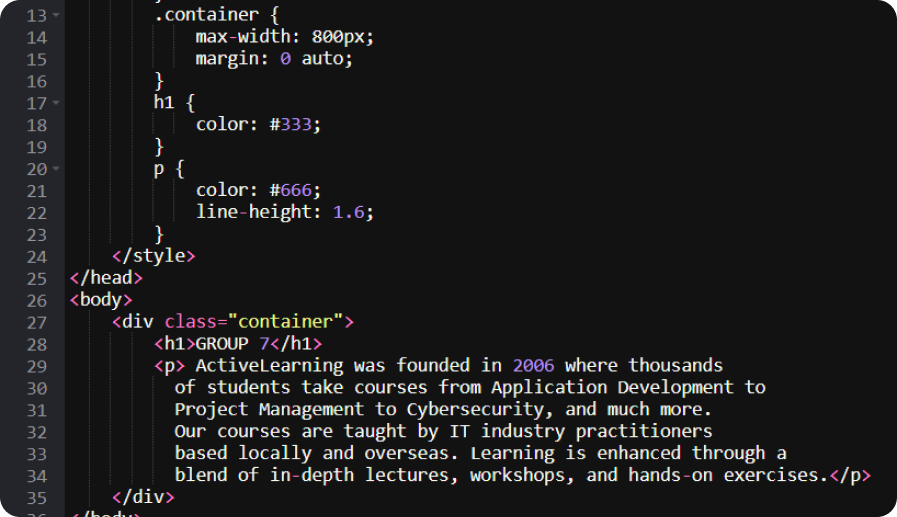 13 .container {
14 max-width: 800px;
15 margin: 0 auto;
16 }
17 h1 {
18 color: #333;
19 }
20 p {
21 color: #666;
22 line-height: 1.6;
23 }
24 </style>
25 </head>
26 <body>
27 <div class="container">
28 <h1>GROUP 7</h1>
29 <p> ActiveLearning was founded in 2006 where thousands
30 of students take courses from Application Development to
31 Project Management to Cybersecurity, and much more.
32 Our courses are taught by IT industry practitioners
33 based locally and overseas. Learning is enhanced through a
34 blend of in-depth lectures, workshops, and hands-on exercises.</p>
35 </div>
36 </body>